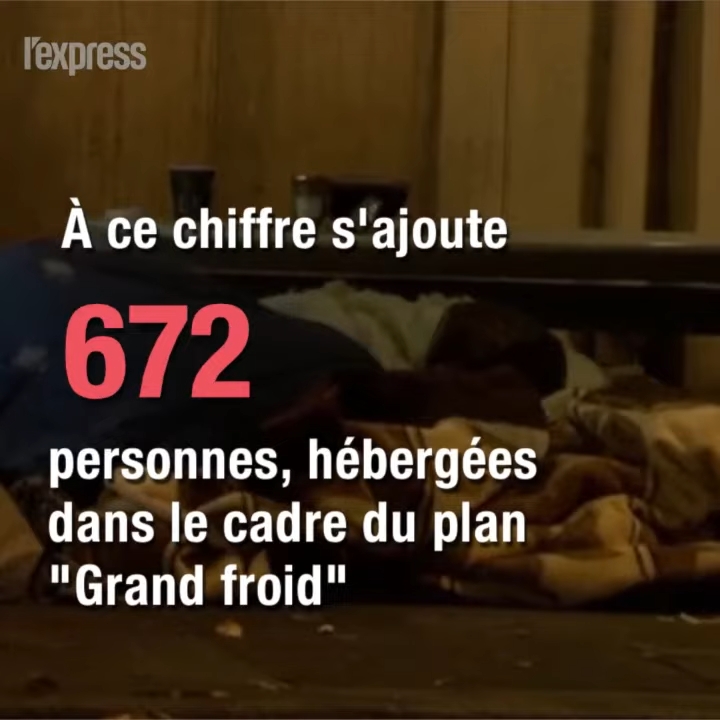 l'express
À ce chiffre s'ajoute
672
personnes, hébergées
dans le cadre du plan
"Grand froid"